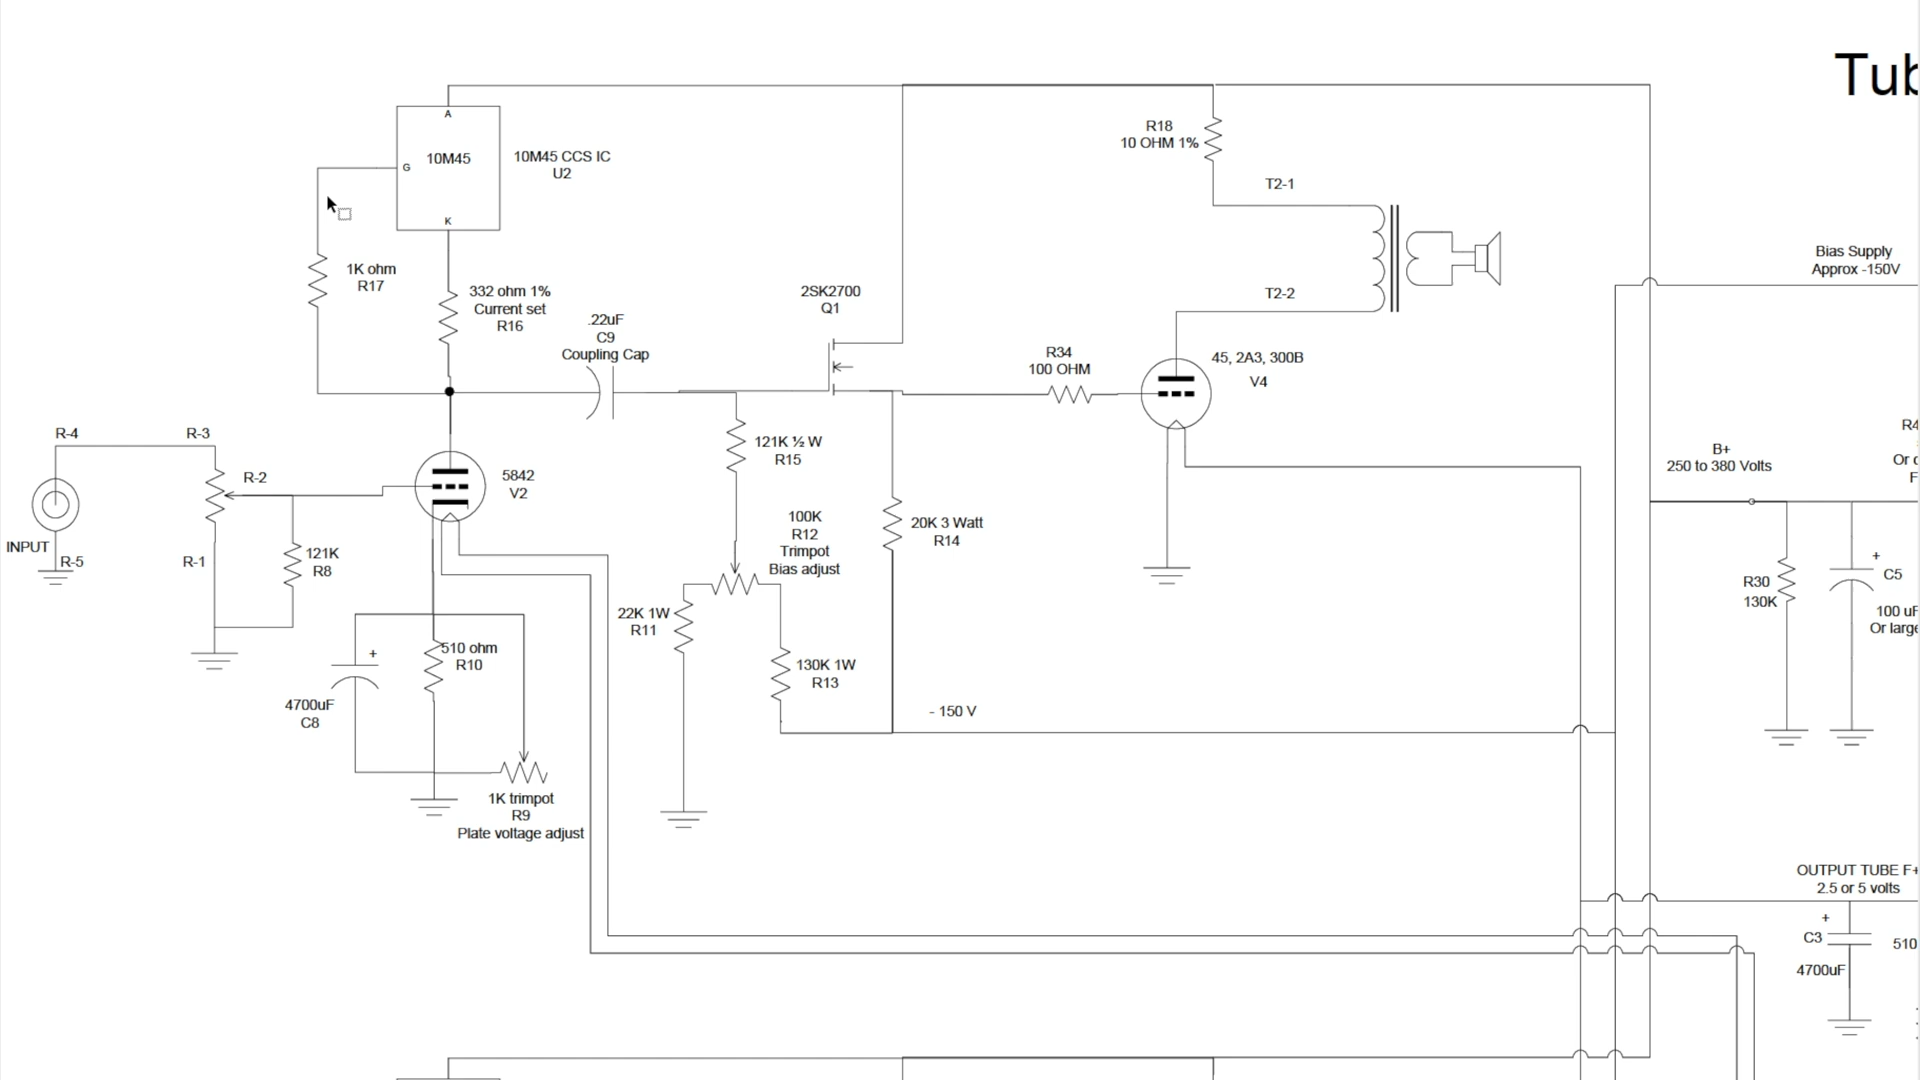 Tub
A
10M45
G
K
10M45 CCS IC
U2
R18
10 OHM 1%
T2-1
T2-2
Bias Supply
Approx -150V
1K ohm
R17
332 ohm 1%
Current set
R16
.22uF
C9
Coupling Cap
2SK2700
Q1
R34
100 OHM
45, 2A3, 300B
V4
R-4
R-3
R-2
INPUT
R-5
R-1
121K
R8
5842
V2
121K ½ W
R15
100K
R12
Trimpot
Bias adjust
20K 3 Watt
R14
B+
250 to 380 Volts
R4
Or o
F
R30
130K
+
C5
100 uF
Or large
22K 1W
R11
130K 1W
R13
- 150 V
510 ohm
R10
+
4700uF
C8
1K trimpot
R9
Plate voltage adjust
OUTPUT TUBE F+
2.5 or 5 volts
+
C3
4700uF
510